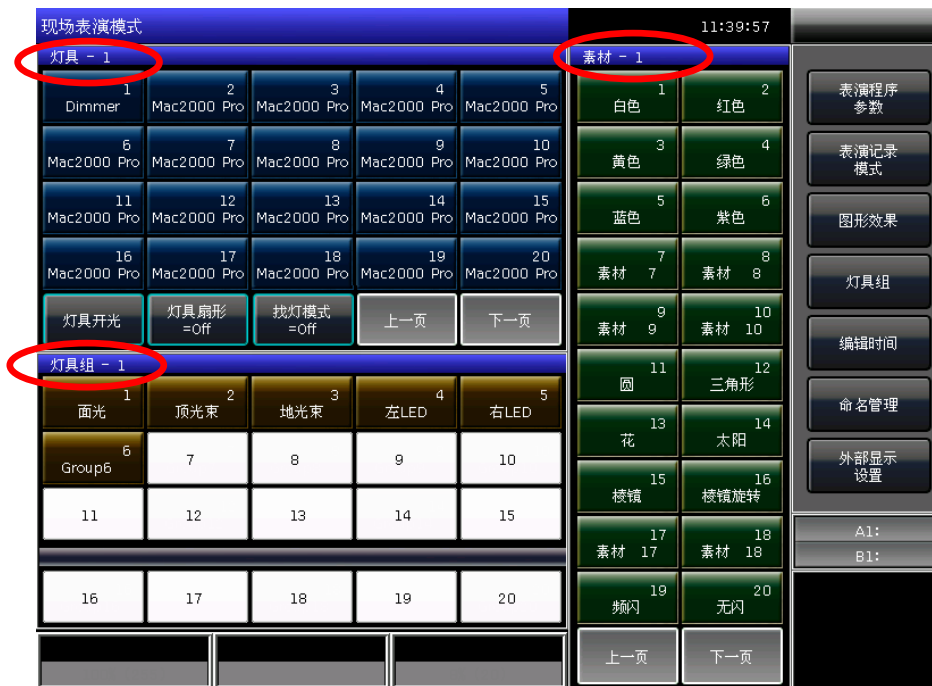 现场表演模式
11:39:57
灯具 - 1
1
Dimmer
2
Mac2000 Pro
3
Mac2000 Pro
4
Mac2000 Pro
5
Mac2000 Pro
6
Mac2000 Pro
7
Mac2000 Pro
8
Mac2000 Pro
9
Mac2000 Pro
10
Mac2000 Pro
11
Mac2000 Pro
12
Mac2000 Pro
13
Mac2000 Pro
14
Mac2000 Pro
15
Mac2000 Pro
16
Mac2000 Pro
17
Mac2000 Pro
18
Mac2000 Pro
19
Mac2000 Pro
20
Mac2000 Pro
灯具开光
灯具扇形
=Off
找灯模式
=Off
上一页
下一页
灯具组 - 1
1
面光
2
顶光束
3
地光束
4
左LED
5
右LED
6
Group6
7
8
9
10
11
12
13
14
15
16
17
18
19
20
素材 - 1
1
白色
2
红色
3
黄色
4
绿色
5
蓝色
6
紫色
7
素材 7
8
素材 8
9
素材 9
10
素材 10
11
圆
12
三角形
13
花
14
太阳
15
棱镜
16
棱镜旋转
17
素材 17
18
素材 18
19
频闪
20
无闪
上一页
下一页
表演程序
参数
表演记录
模式
图形效果
灯具组
编辑时间
命名管理
外部显示
设置
A1:
B1: